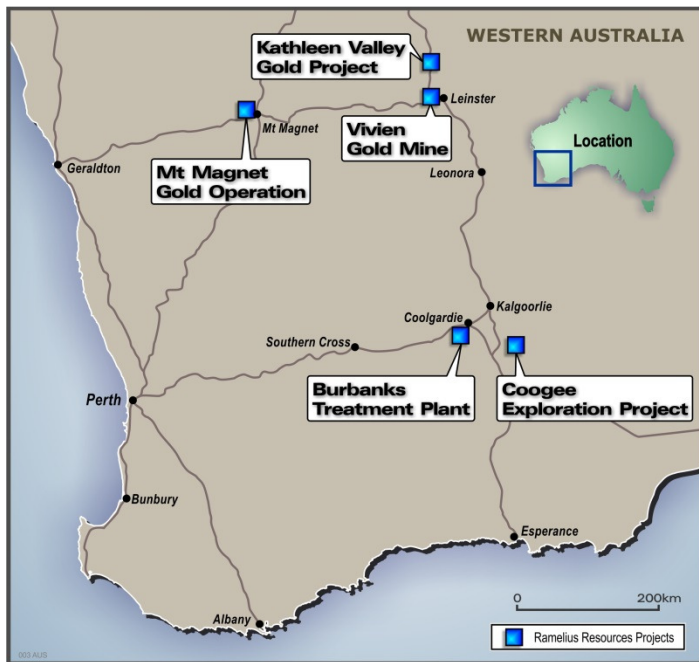 WESTERN AUSTRALIA
Kathleen Valley
Gold Project
Leinster
Mt Magnet
Vivien
Gold Mine
Location
Geraldton
Mt Magnet
Gold Operation
Leonora
Kalgoorlie
Coolgardie
Southern Cross
Burbanks
Treatment Plant
Coogee
Exploration Project
Perth
Bunbury
Esperance
Albany
0
200km
Ramelius Resources Projects
003 AUS